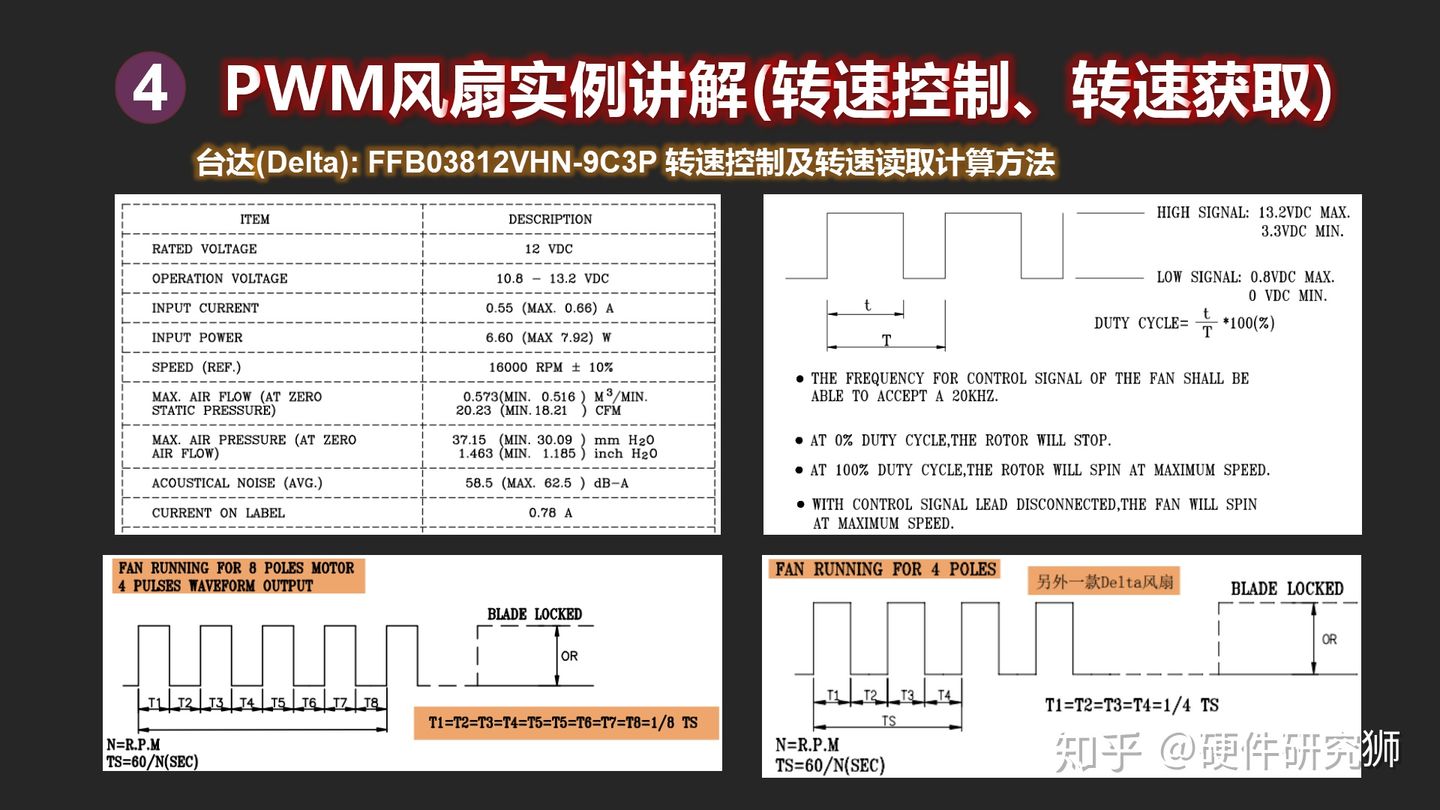 4 PWM风扇实例讲解(转速控制、转速获取)
台达(Delta): FFB03812VHN-9C3P 转速控制及转速读取计算方法
ITEM DESCRIPTION
RATED VOLTAGE 12 VDC
OPERATION VOLTAGE 10.8 - 13.2 VDC
INPUT CURRENT 0.55 (MAX. 0.66) A
INPUT POWER 6.60 (MAX 7.92) W
SPEED (REF.) 16000 RPM ± 10%
MAX. AIR FLOW (AT ZERO 0.573(MIN. 0.516 ) M³/MIN.
STATIC PRESSURE) 20.23 (MIN.18.21 ) CFM
MAX. AIR PRESSURE (AT ZERO 37.15 (MIN. 30.09 ) mm H2O
AIR FLOW) 1.463 (MIN. 1.185 ) inch H2O
ACOUSTICAL NOISE (AVG.) 58.5 (MAX. 62.5 ) dB-A
CURRENT ON LABEL 0.78 A
HIGH SIGNAL: 13.2VDC MAX.
3.3VDC MIN.
LOW SIGNAL: 0.8VDC MAX.
0 VDC MIN.
t
T
DUTY CYCLE= t/T *100(%)
● THE FREQUENCY FOR CONTROL SIGNAL OF THE FAN SHALL BE
ABLE TO ACCEPT A 20KHZ.
● AT 0% DUTY CYCLE,THE ROTOR WILL STOP.
● AT 100% DUTY CYCLE,THE ROTOR WILL SPIN AT MAXIMUM SPEED.
● WITH CONTROL SIGNAL LEAD DISCONNECTED,THE FAN WILL SPIN
AT MAXIMUM SPEED.
FAN RUNNING FOR 8 POLES MOTOR
4 PULSES WAVEFORM OUTPUT
BLADE LOCKED
OR
T1 T2 T3 T4 T5 T6 T7 T8
T1=T2=T3=T4=T5=T5=T6=T7=T8=1/8 TS
N=R.P.M
TS=60/N(SEC)
FAN RUNNING FOR 4 POLES
另外一款Delta风扇
BLADE LOCKED
OR
T1 T2 T3 T4
TS
T1=T2=T3=T4=1/4 TS
N=R.P.M
TS=60/N(SEC)
知乎 @硬件研究狮